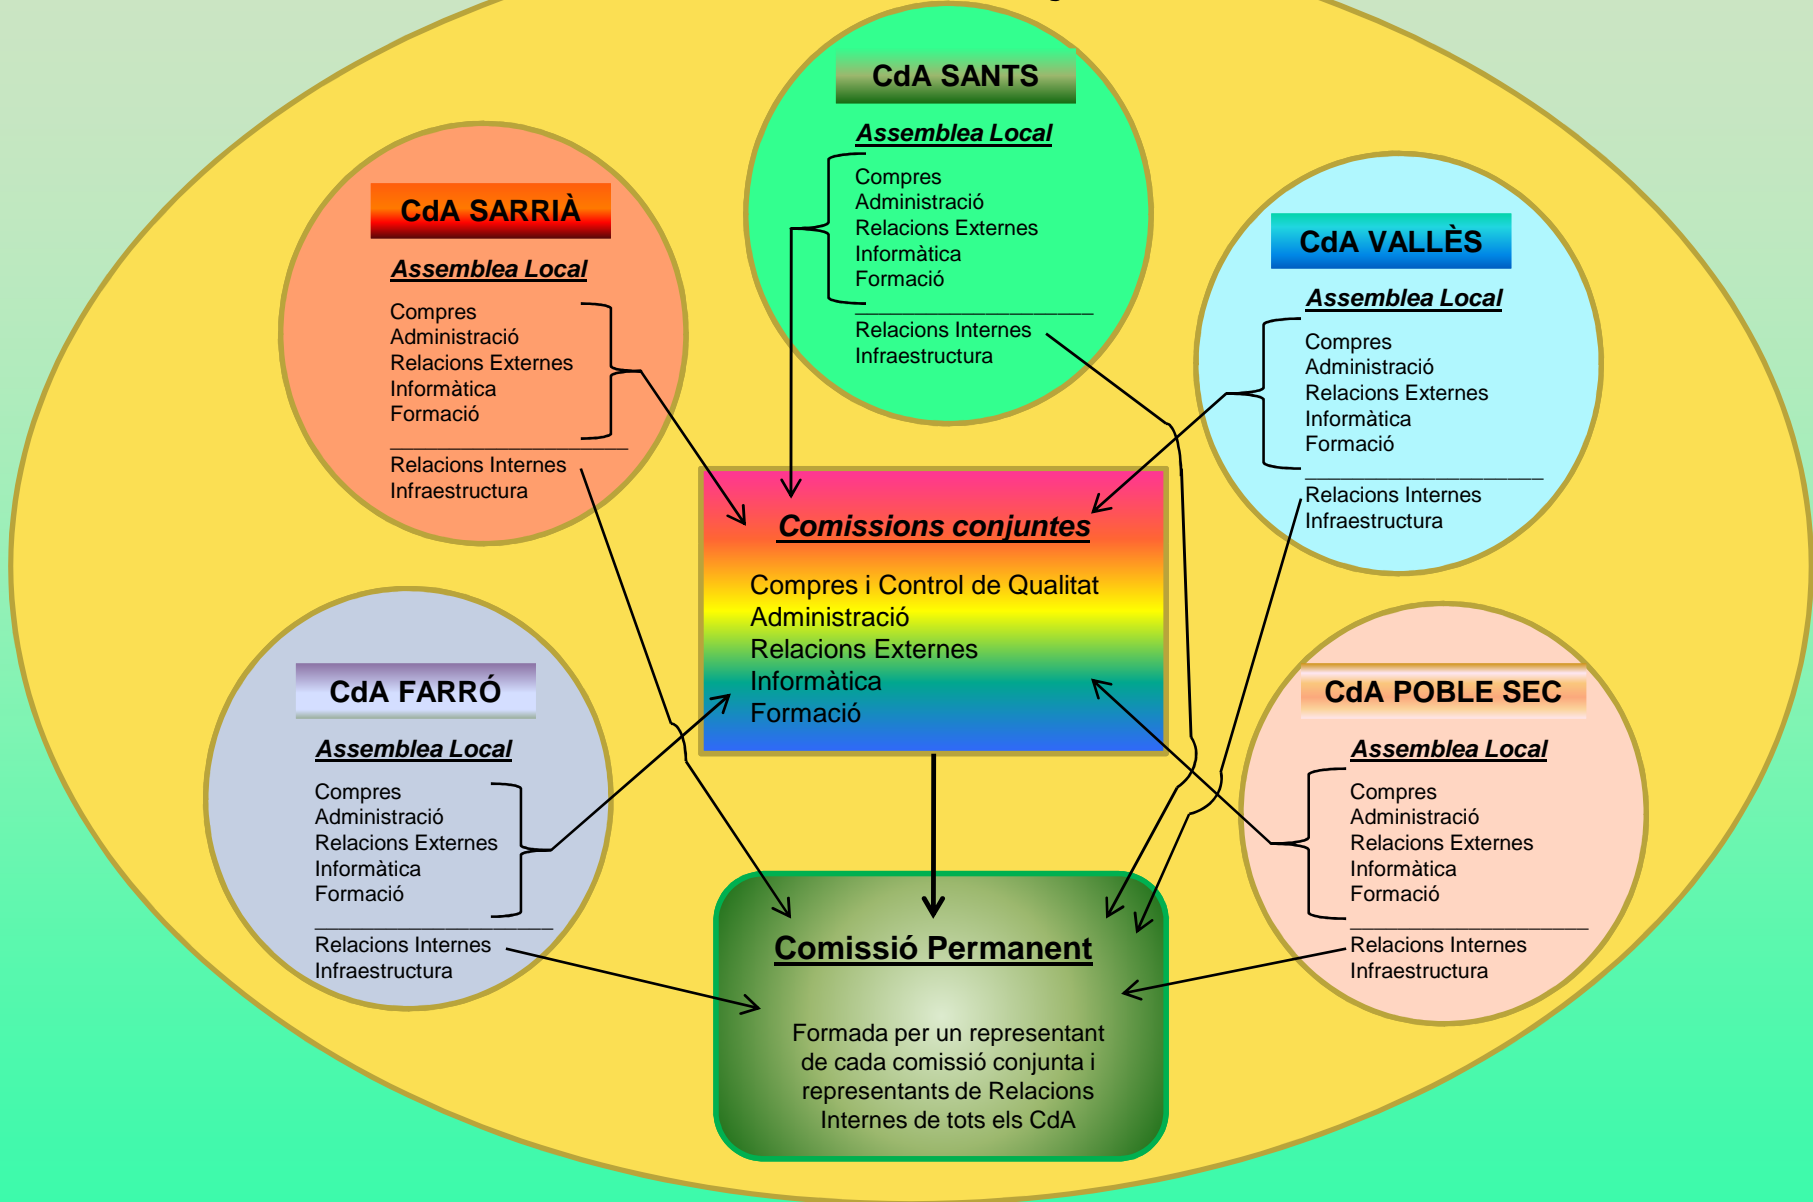 CdA SANTS
Assemblea Local
Compres
Administració
Relacions Externes
Informàtica
Formació
Relacions Internes
Infraestructura
CdA SARRIÀ
Assemblea Local
Compres
Administració
Relacions Externes
Informàtica
Formació
Relacions Internes
Infraestructura
CdA VALLÈS
Assemblea Local
Compres
Administració
Relacions Externes
Informàtica
Formació
Relacions Internes
Infraestructura
Comissions conjuntes
Compres i Control de Qualitat
Administració
Relacions Externes
Informàtica
Formació
CdA FARRÓ
Assemblea Local
Compres
Administració
Relacions Externes
Informàtica
Formació
Relacions Internes
Infraestructura
CdA POBLE SEC
Assemblea Local
Compres
Administració
Relacions Externes
Informàtica
Formació
Relacions Internes
Infraestructura
Comissió Permanent
Formada per un representant
de cada comissió conjunta i
representants de Relacions
Internes de tots els CdA